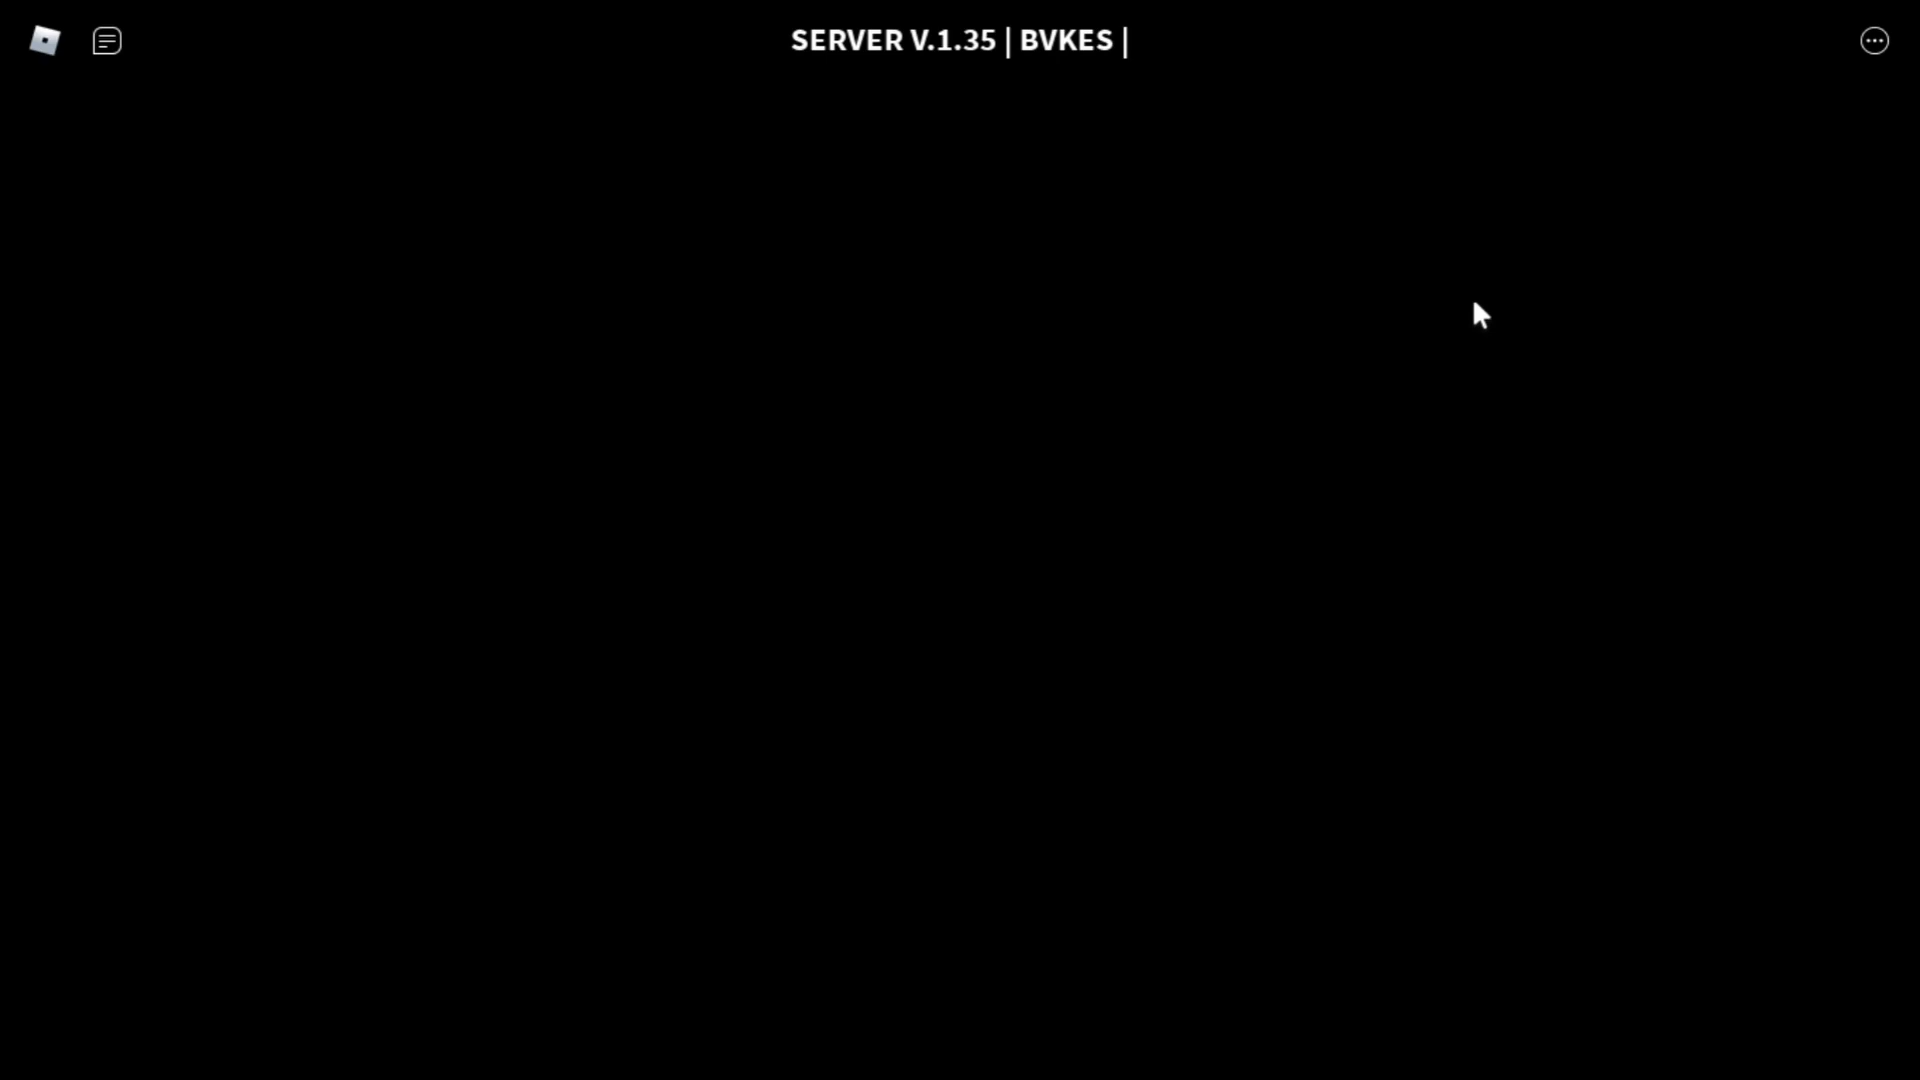 SERVER V.1.35 | BVKES |